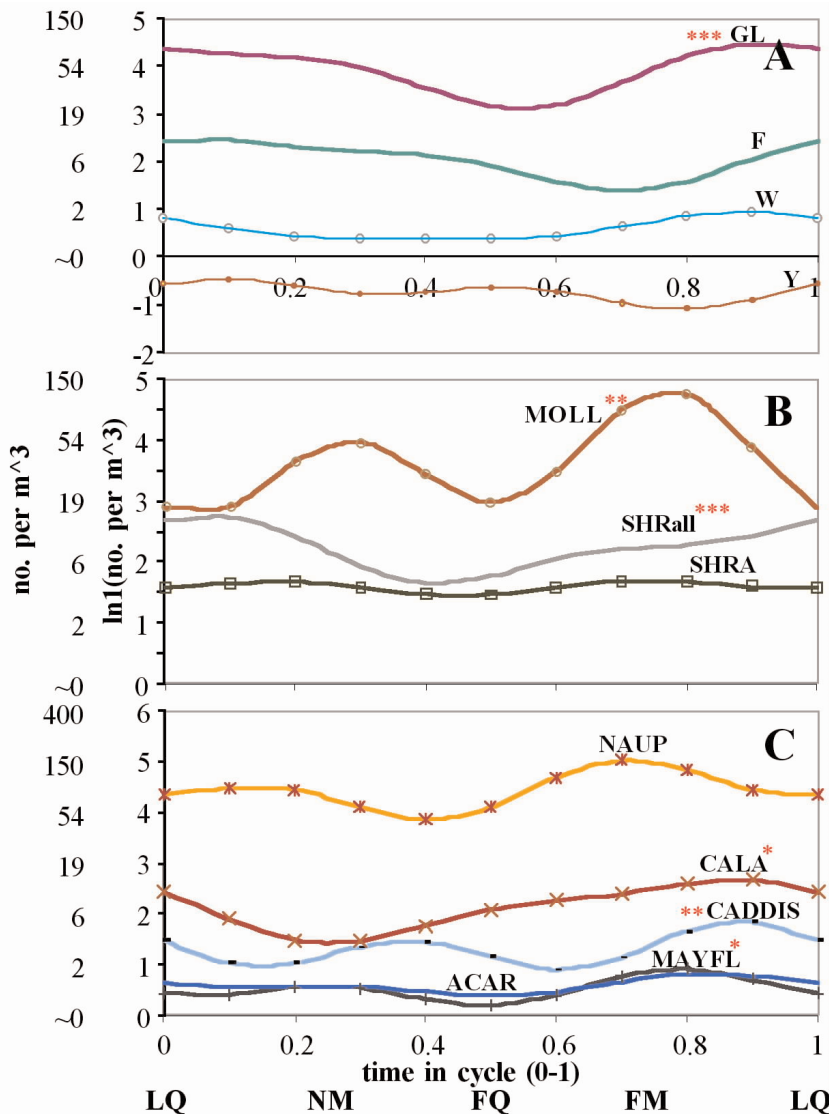 150 5
54 4
19 3
6 2
2 1
~0 0
-1
-2
0 0.2 0.4 0.6 0.8 1
*** GL
A
F
W
Y
150 5
54 4
19 3
6 2
2 1
~0 0
B
MOLL **
SHRall ***
SHRA
no. per m^3
ln1(no. per m^3)
400 6
150 5
54 4
19 3
6 2
2 1
~0 0
C
NAUP
CALA *
** CADDIS
MAYFL *
ACAR
0 0.2 0.4 0.6 0.8 1
time in cycle (0-1)
LQ NM FQ FM LQ